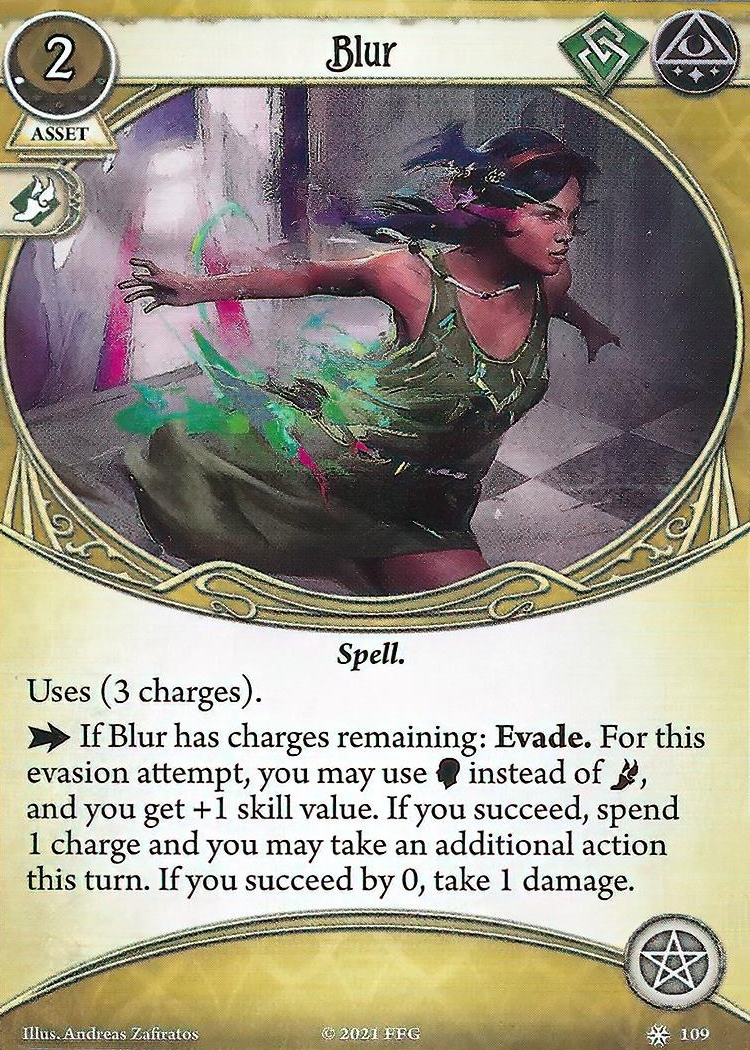 2
Blur
ASSET
Spell.
Uses (3 charges).
If Blur has charges remaining: Evade. For this
evasion attempt, you may use instead of ,
and you get +1 skill value. If you succeed, spend
1 charge and you may take an additional action
this turn. If you succeed by 0, take 1 damage.
Illus. Andreas Zafiratos
© 2021 FFG
109